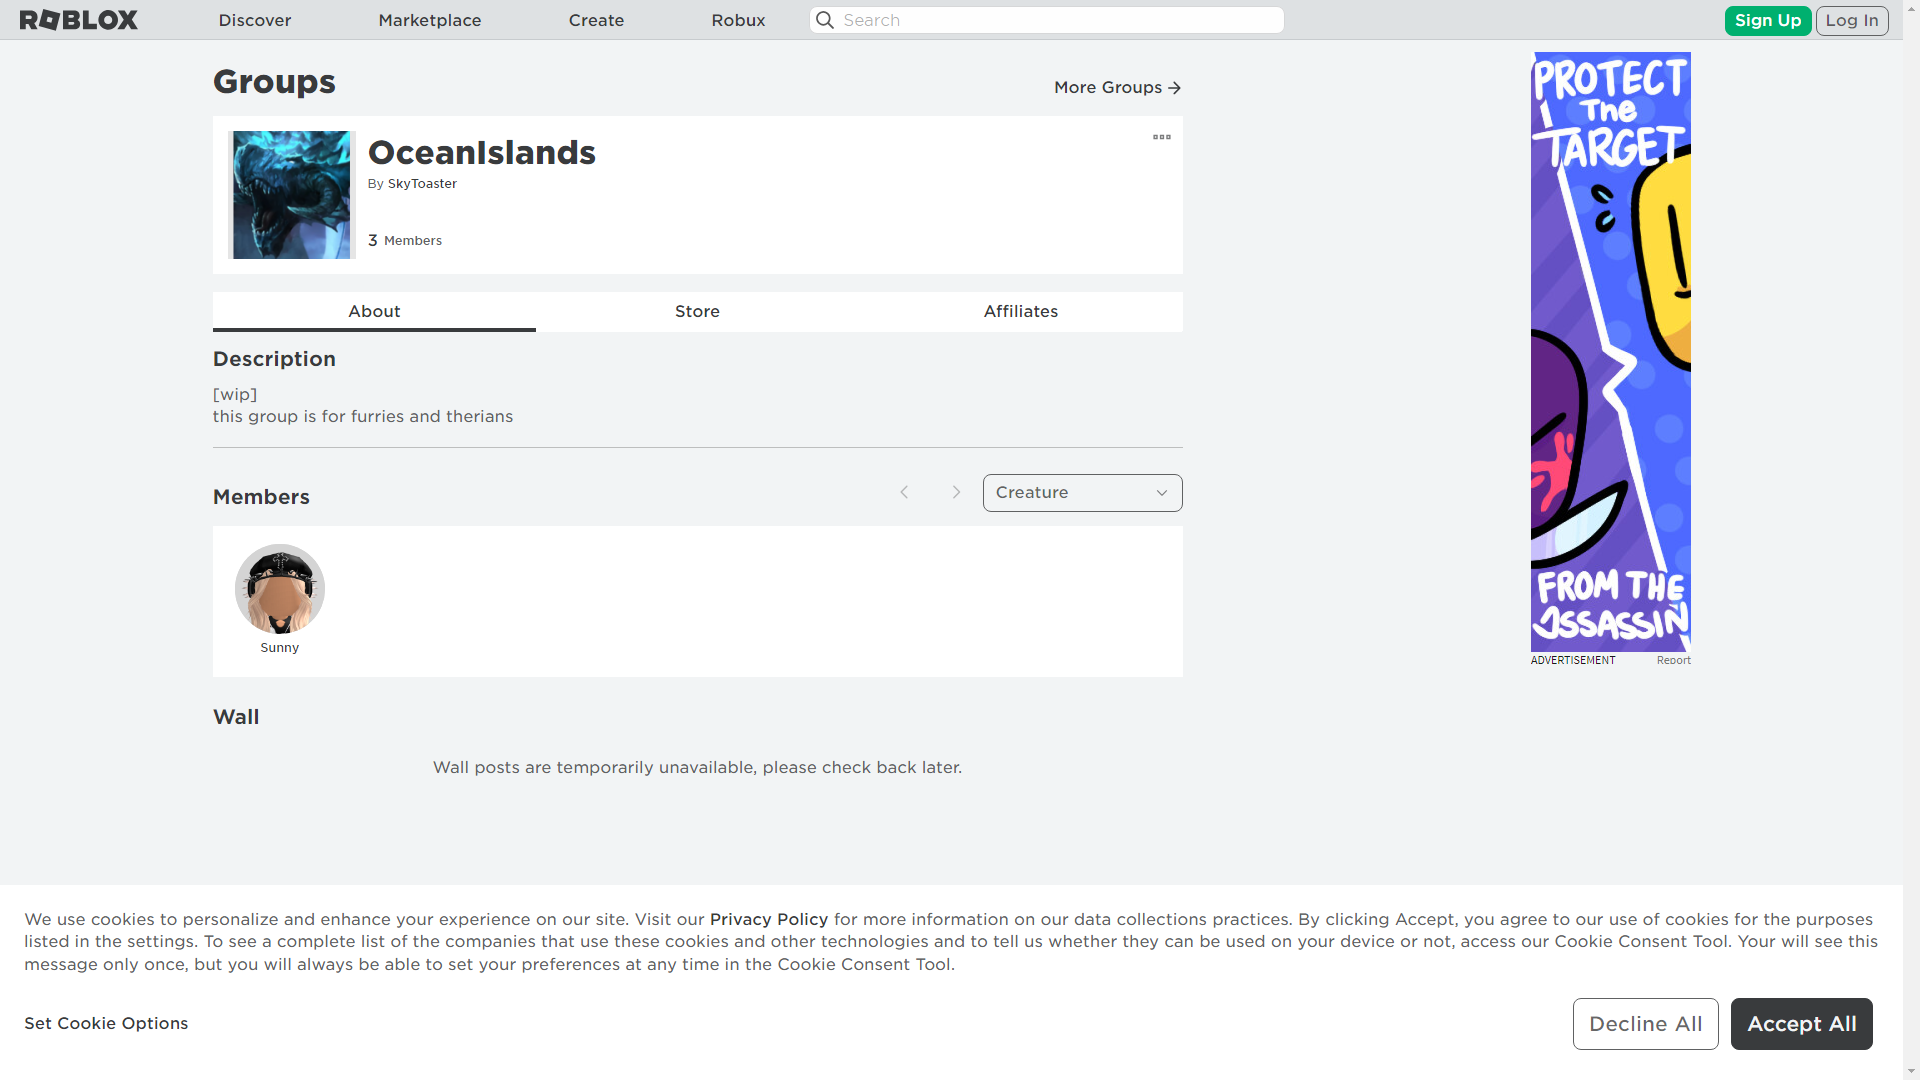 ROBLOX
Discover
Marketplace
Create
Robux
Search
Sign Up
Log In
Groups
More Groups
OceanIslands
By SkyToaster
3 Members
About
Store
Affiliates
Description
[wip]
this group is for furries and therians
Members
Creature
Sunny
Wall
Wall posts are temporarily unavailable, please check back later.
PROTECT
The
TARGET
FROM THE
ASSASSIN
ADVERTISEMENT
Report
We use cookies to personalize and enhance your experience on our site. Visit our Privacy Policy for more information on our data collections practices. By clicking Accept, you agree to our use of cookies for the purposes
listed in the settings. To see a complete list of the companies that use these cookies and other technologies and to tell us whether they can be used on your device or not, access our Cookie Consent Tool. Your will see this
message only once, but you will always be able to set your preferences at any time in the Cookie Consent Tool.
Set Cookie Options
Decline All
Accept All